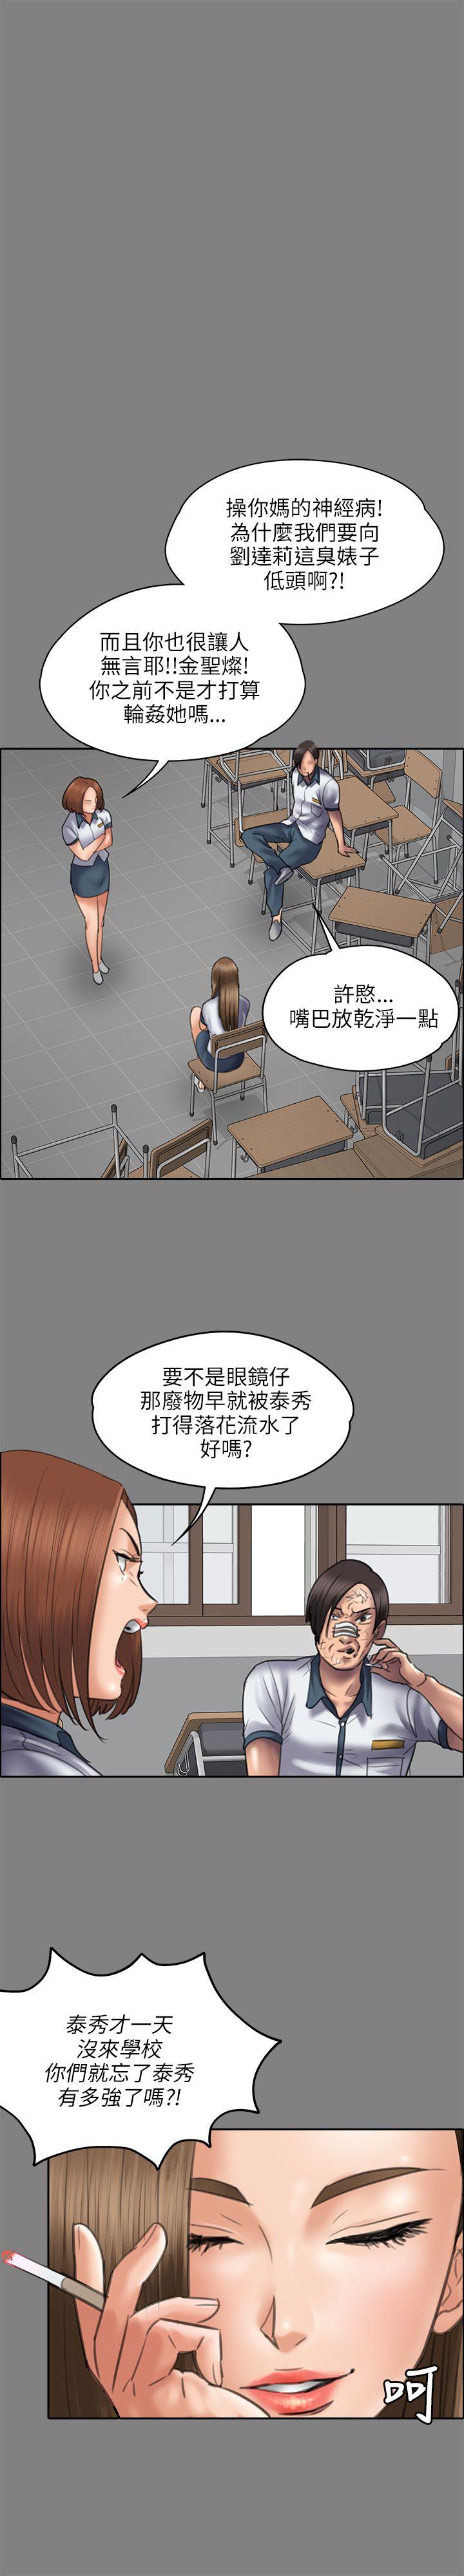 操你媽的神經病!
為什麼我們要向
劉達莉這臭婊子
低頭啊?!
而且你也很讓人
無言耶!!金聖燦!
你之前不是才打算
輪姦她嗎...
許愍...
嘴巴放乾淨一點
要不是眼鏡仔
那廢物早就被泰秀
打得落花流水了
好嗎?
泰秀才一天
沒來學校
你們就忘了泰秀
有多強了嗎?!
呵